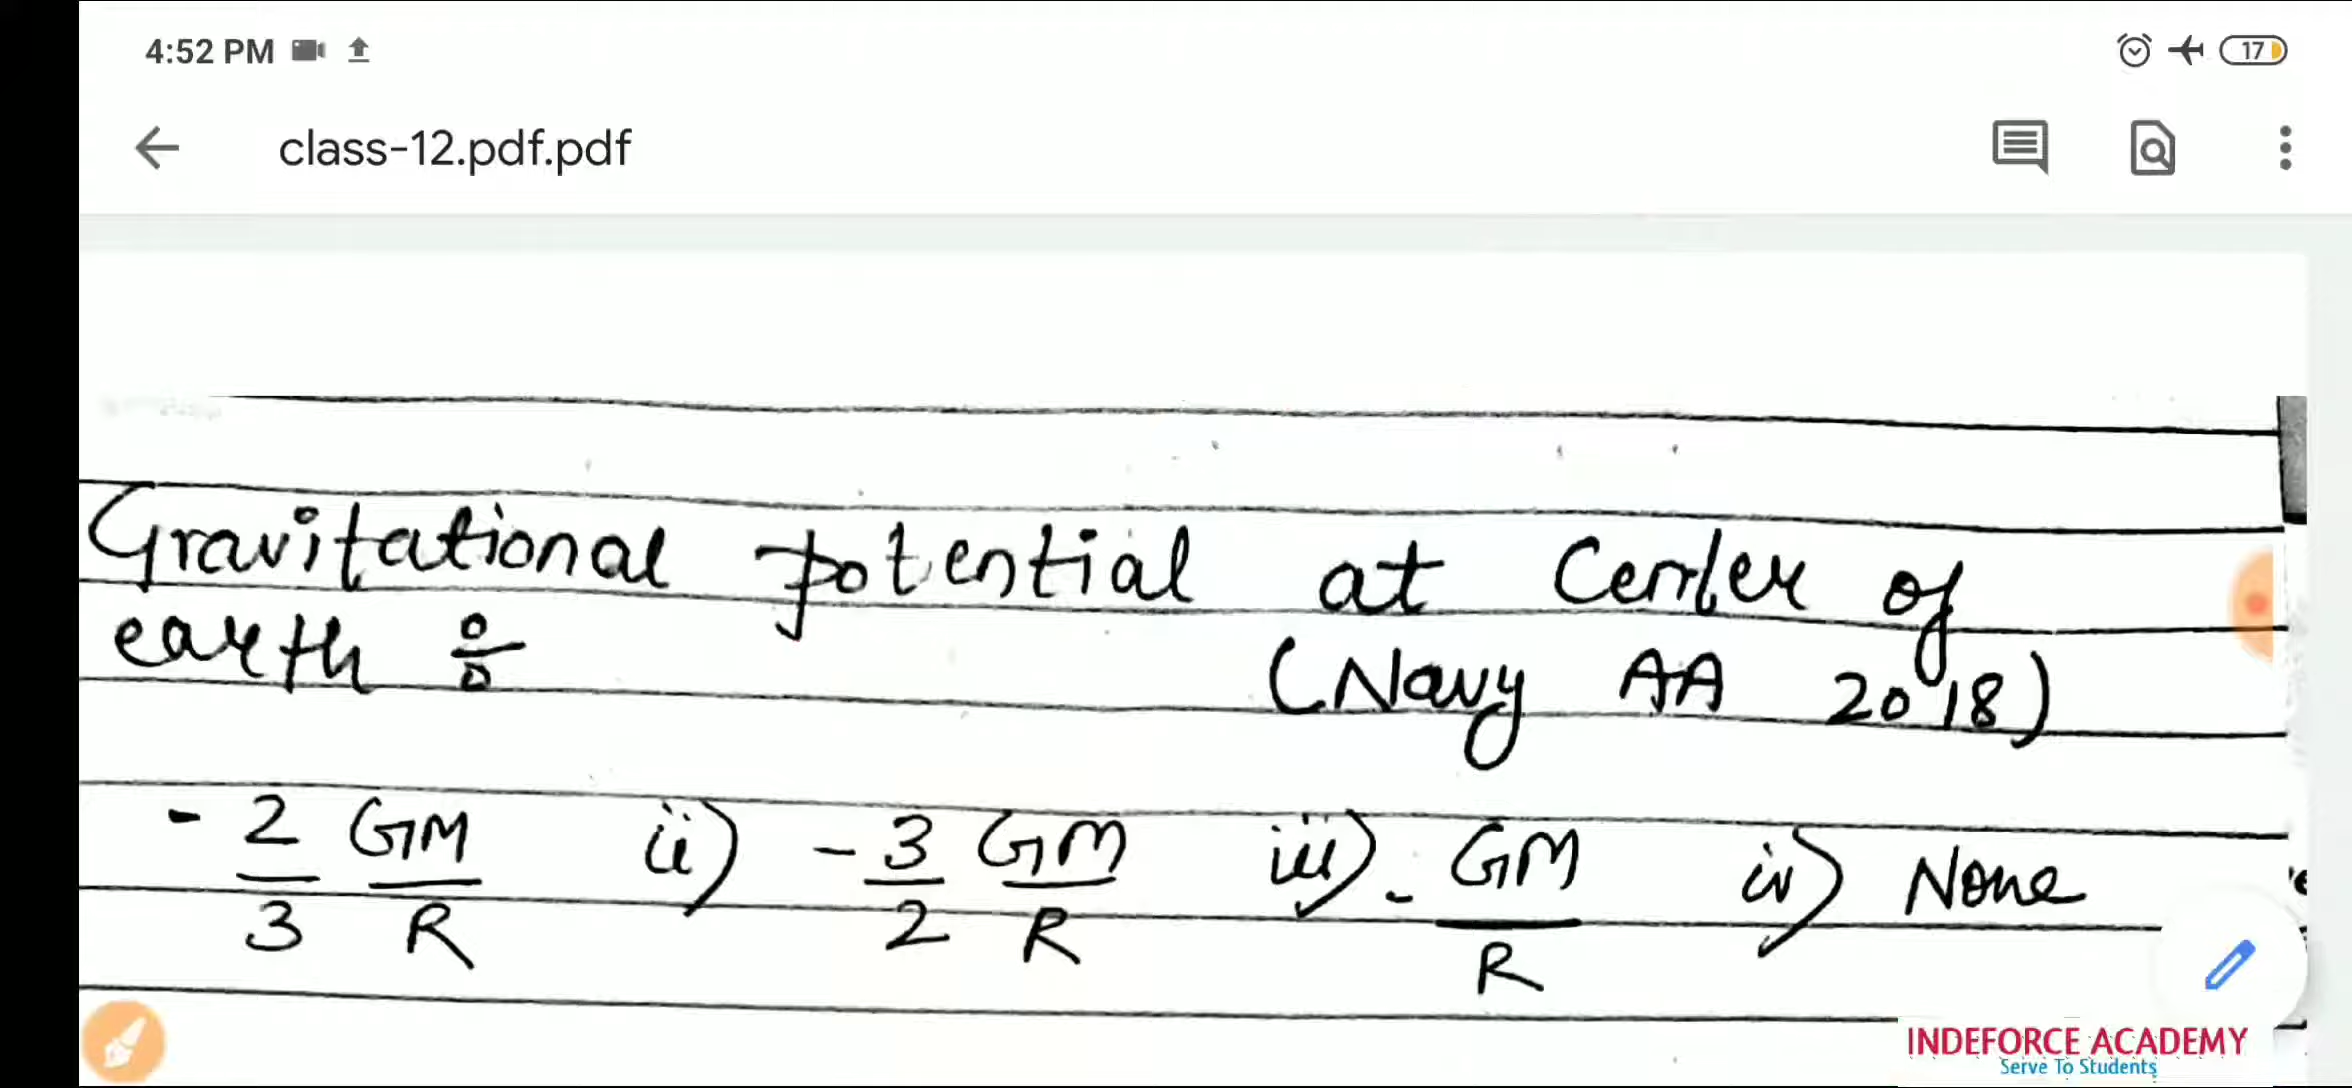 4:52 PM
17
class-12.pdf.pdf
Gravitational potential at Center of
earth :-
(Navy AA 2018)
- 2/3 GM/R ii) - 3/2 GM/R iii) - GM/R iv) None
INDEFORCE ACADEMY
Serve To Students